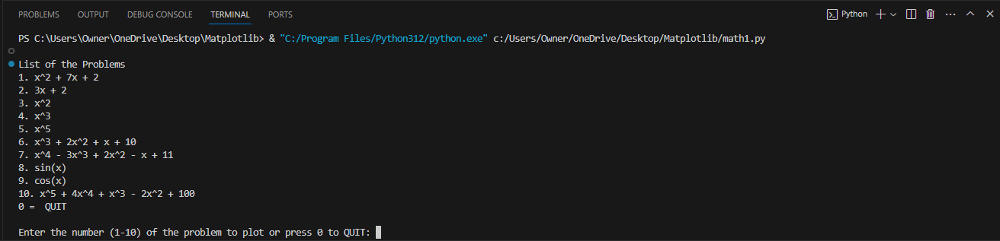 PROBLEMS OUTPUT DEBUG CONSOLE TERMINAL PORTS Python
PS C:\Users\Owner\OneDrive\Desktop\Matplotlib> & "C:/Program Files/Python312/python.exe" c:/Users/Owner/OneDrive/Desktop/Matplotlib/math1.py
List of the Problems
1. x^2 + 7x + 2
2. 3x + 2
3. x^2
4. x^3
5. x^5
6. x^3 + 2x^2 + x + 10
7. x^4 - 3x^3 + 2x^2 - x + 11
8. sin(x)
9. cos(x)
10. x^5 + 4x^4 + x^3 - 2x^2 + 100
0 =  QUIT
Enter the number (1-10) of the problem to plot or press 0 to QUIT: